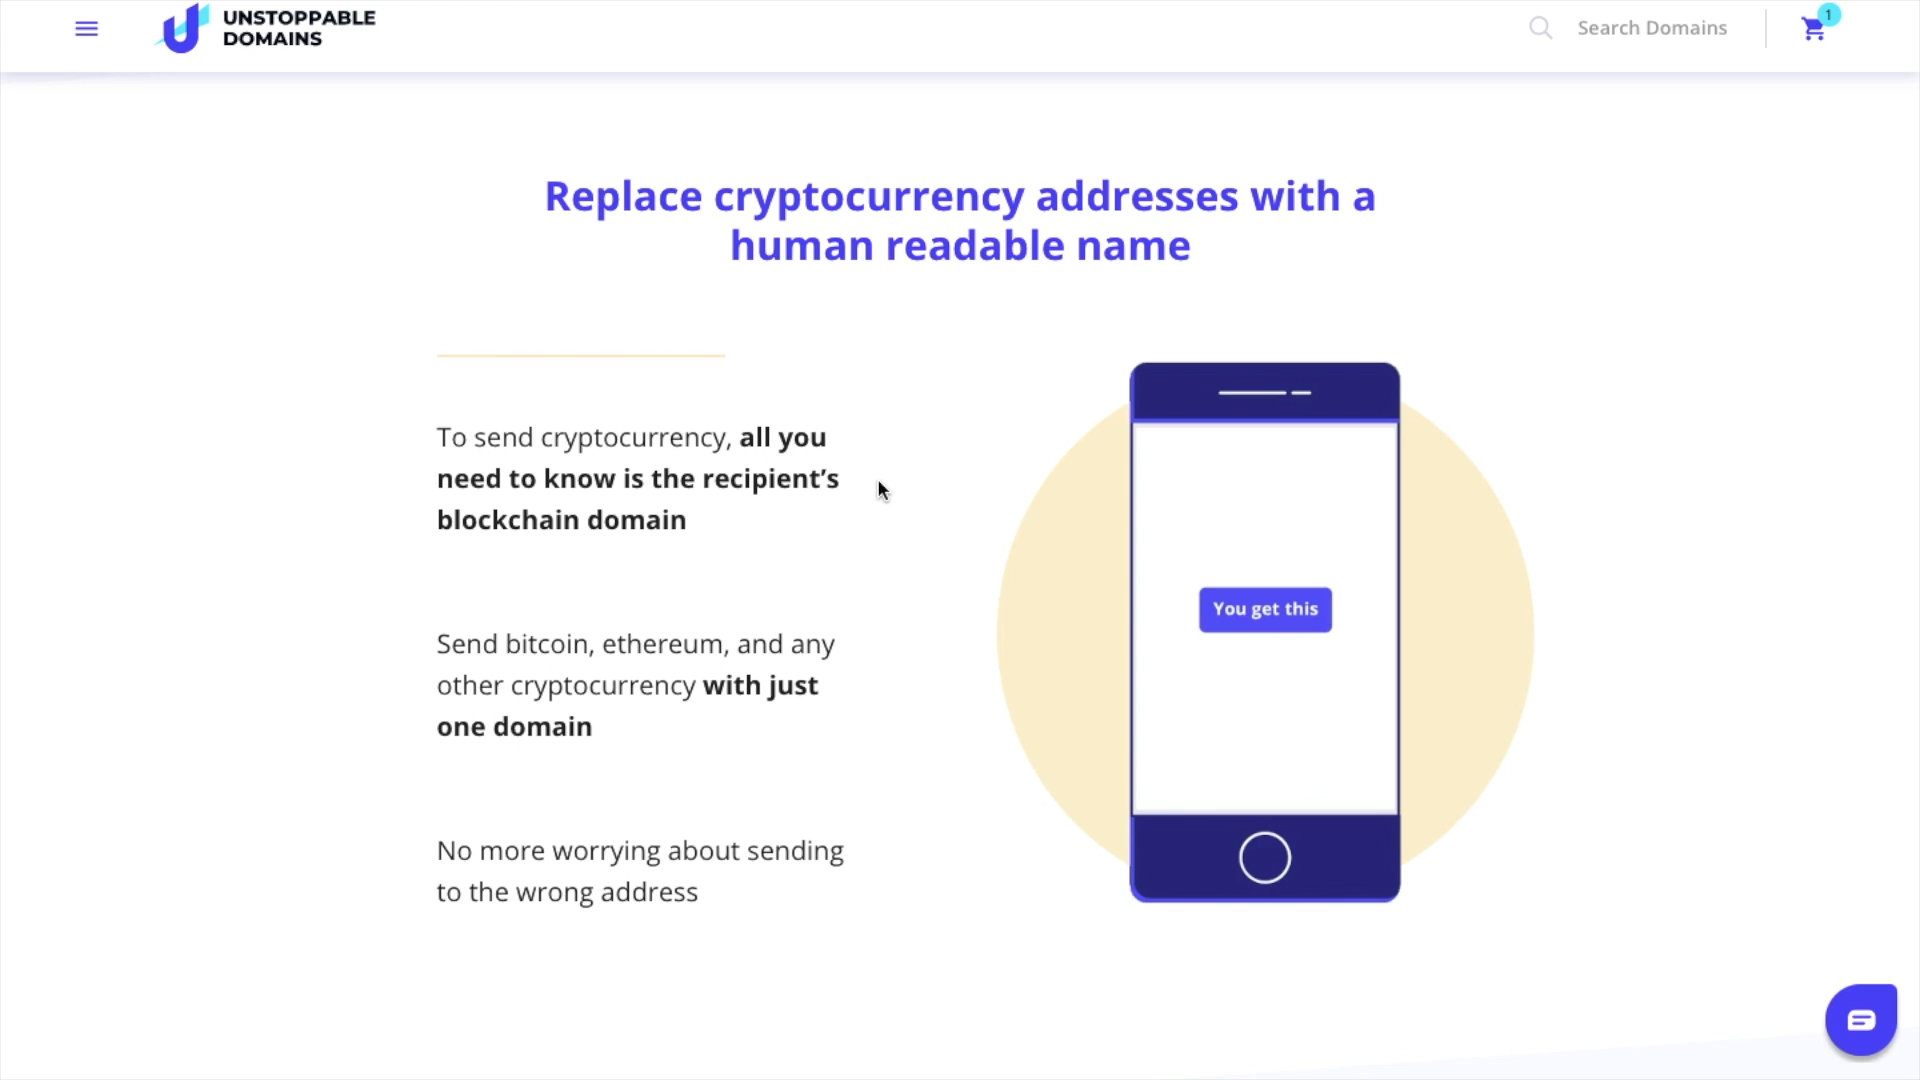 UNSTOPPABLE
DOMAINS
Search Domains
1
Replace cryptocurrency addresses with a
human readable name
To send cryptocurrency, all you
need to know is the recipient’s
blockchain domain
Send bitcoin, ethereum, and any
other cryptocurrency with just
one domain
No more worrying about sending
to the wrong address
You get this